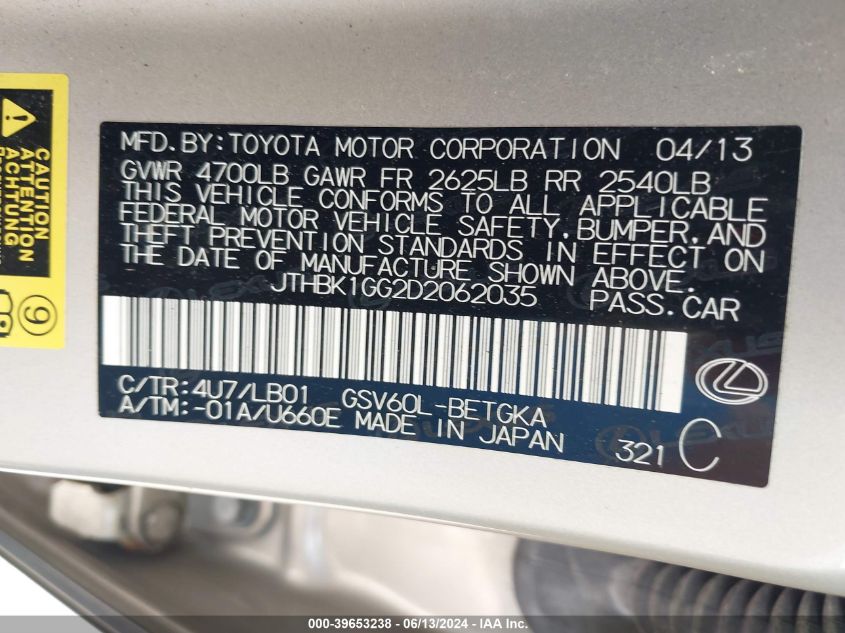 MFD.BY:TOYOTA MOTOR CORPORATION 04/13
GVWR 4700LB GAWR FR 2625LB RR 2540LB
THIS VEHICLE CONFORMS TO ALL APPLICABLE
FEDERAL MOTOR VEHICLE SAFETY,BUMPER,AND
THEFT PREVENTION STANDARDS IN EFFECT ON
THE DATE OF MANUFACTURE SHOWN ABOVE.
JTHBK1GG2D2062035 PASS.CAR
C/TR:4U7/LB01 GSV60L-BETGKA
A/TM:-01A/U660E MADE IN JAPAN 321 C
CAUTION
ATTENTION
ACHTUNG
9
000-39653238 - 06/13/2024 - IAA Inc.